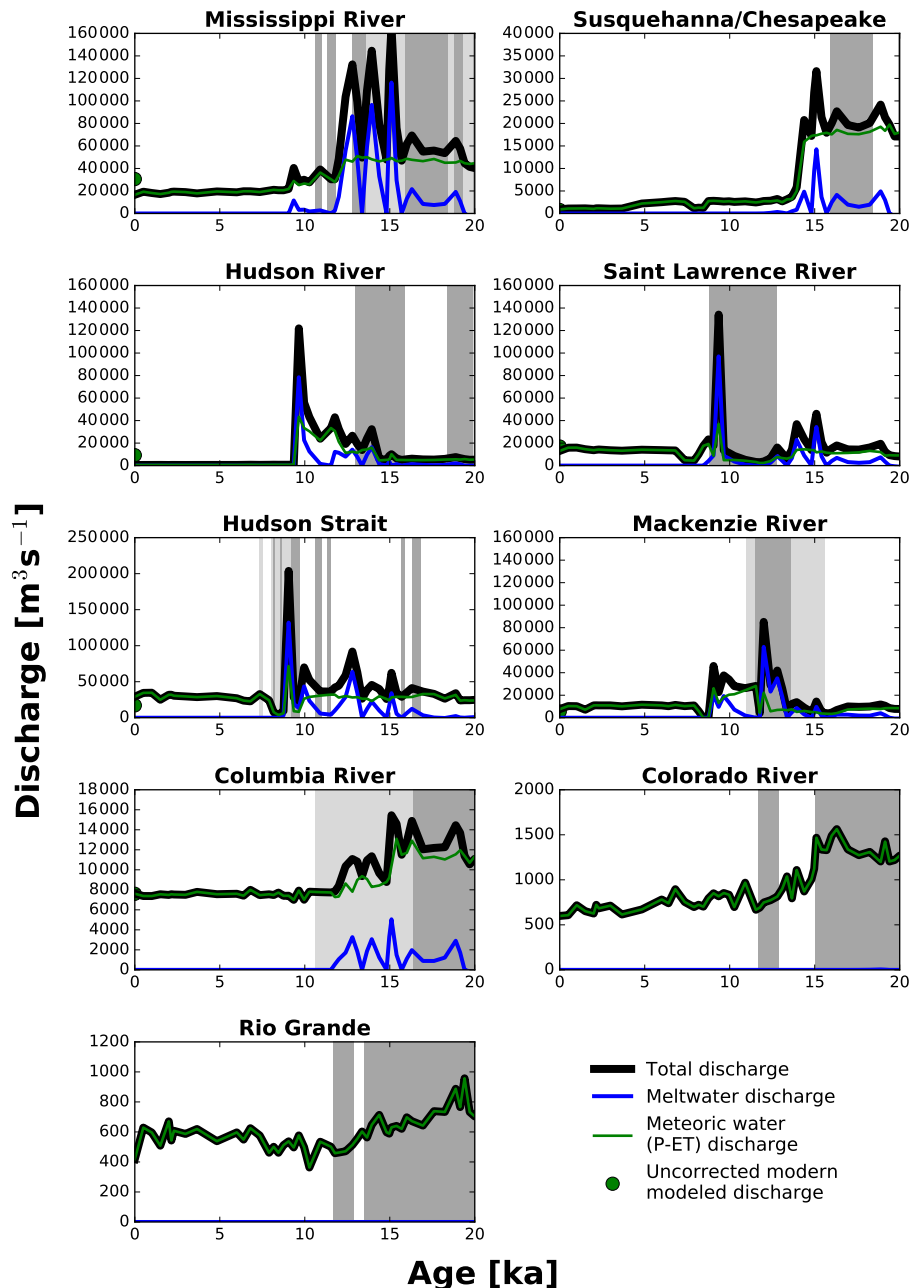 Mississippi River
160000
140000
120000
100000
80000
60000
40000
20000
0
0 5 10 15 20
Susquehanna/Chesapeake
40000
35000
30000
25000
20000
15000
10000
5000
0
0 5 10 15 20
Hudson River
160000
140000
120000
100000
80000
60000
40000
20000
0
0 5 10 15 20
Saint Lawrence River
160000
140000
120000
100000
80000
60000
40000
20000
0
0 5 10 15 20
Hudson Strait
250000
200000
150000
100000
50000
0
0 5 10 15 20
Mackenzie River
160000
140000
120000
100000
80000
60000
40000
20000
0
0 5 10 15 20
Discharge [m³s⁻¹]
Columbia River
18000
16000
14000
12000
10000
8000
6000
4000
2000
0
0 5 10 15 20
Colorado River
2000
1500
1000
500
0
0 5 10 15 20
Rio Grande
1200
1000
800
600
400
200
0
0 5 10 15 20
Total discharge
Meltwater discharge
Meteoric water
(P-ET) discharge
Uncorrected modern
modeled discharge
Age [ka]